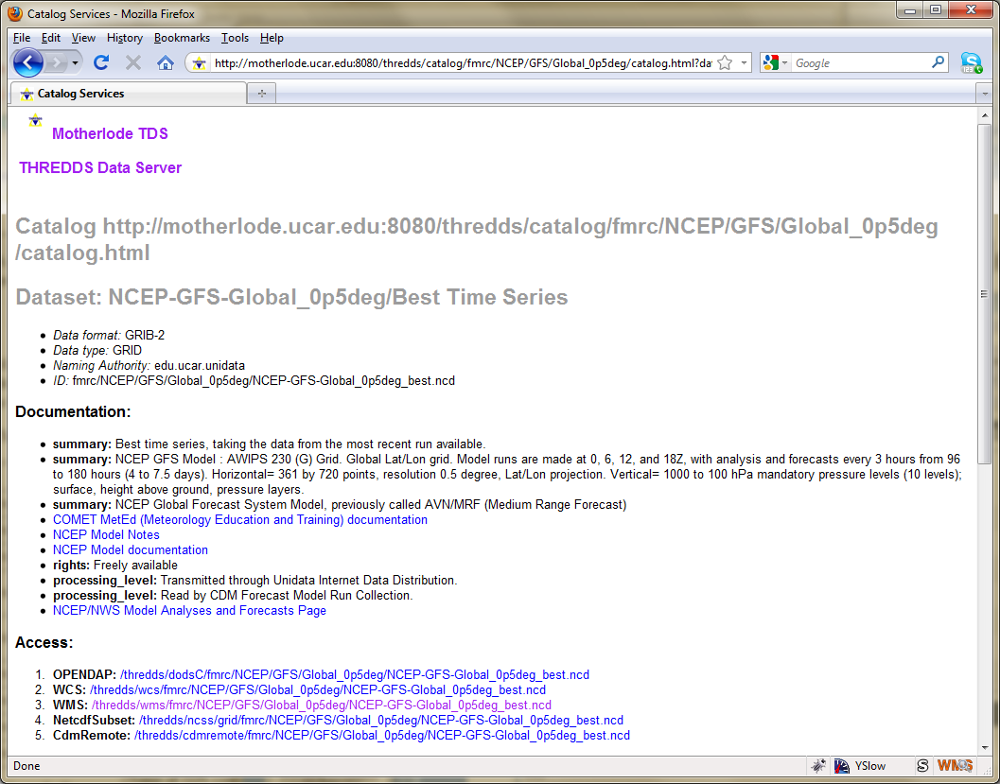 Catalog Services - Mozilla Firefox
File Edit View History Bookmarks Tools Help
http://motherlode.ucar.edu:8080/thredds/catalog/fmrc/NCEP/GFS/Global_0p5deg/catalog.html?da
Google
Catalog Services
Motherlode TDS
THREDDS Data Server
Catalog http://motherlode.ucar.edu:8080/thredds/catalog/fmrc/NCEP/GFS/Global_0p5deg
/catalog.html
Dataset: NCEP-GFS-Global_0p5deg/Best Time Series
• Data format: GRIB-2
• Data type: GRID
• Naming Authority: edu.ucar.unidata
• ID: fmrc/NCEP/GFS/Global_0p5deg/NCEP-GFS-Global_0p5deg_best.ncd
Documentation:
• summary: Best time series, taking the data from the most recent run available.
• summary: NCEP GFS Model : AWIPS 230 (G) Grid. Global Lat/Lon grid. Model runs are made at 0, 6, 12, and 18Z, with analysis and forecasts every 3 hours from 96
to 180 hours (4 to 7.5 days). Horizontal= 361 by 720 points, resolution 0.5 degree, Lat/Lon projection. Vertical= 1000 to 100 hPa mandatory pressure levels (10 levels);
surface, height above ground, pressure layers.
• summary: NCEP Global Forecast System Model, previously called AVN/MRF (Medium Range Forecast)
• COMET MetEd (Meteorology Education and Training) documentation
• NCEP Model Notes
• NCEP Model documentation
• rights: Freely available
• processing_level: Transmitted through Unidata Internet Data Distribution.
• processing_level: Read by CDM Forecast Model Run Collection.
• NCEP/NWS Model Analyses and Forecasts Page
Access:
1. OPENDAP: /thredds/dodsC/fmrc/NCEP/GFS/Global_0p5deg/NCEP-GFS-Global_0p5deg_best.ncd
2. WCS: /thredds/wcs/fmrc/NCEP/GFS/Global_0p5deg/NCEP-GFS-Global_0p5deg_best.ncd
3. WMS: /thredds/wms/fmrc/NCEP/GFS/Global_0p5deg/NCEP-GFS-Global_0p5deg_best.ncd
4. NetcdfSubset: /thredds/ncss/grid/fmrc/NCEP/GFS/Global_0p5deg/NCEP-GFS-Global_0p5deg_best.ncd
5. CdmRemote: /thredds/cdmremote/fmrc/NCEP/GFS/Global_0p5deg/NCEP-GFS-Global_0p5deg_best.ncd
Done YSlow S WMS